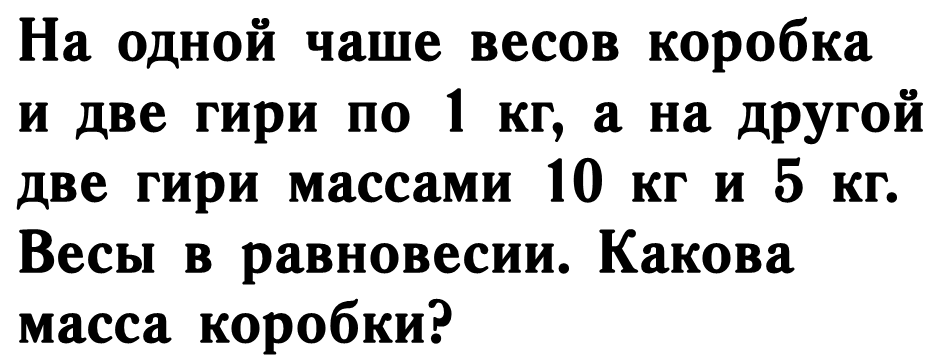 На одной чаше весов коробка
и две гири по 1 кг, а на другой
две гири массами 10 кг и 5 кг.
Весы в равновесии. Какова
масса коробки?